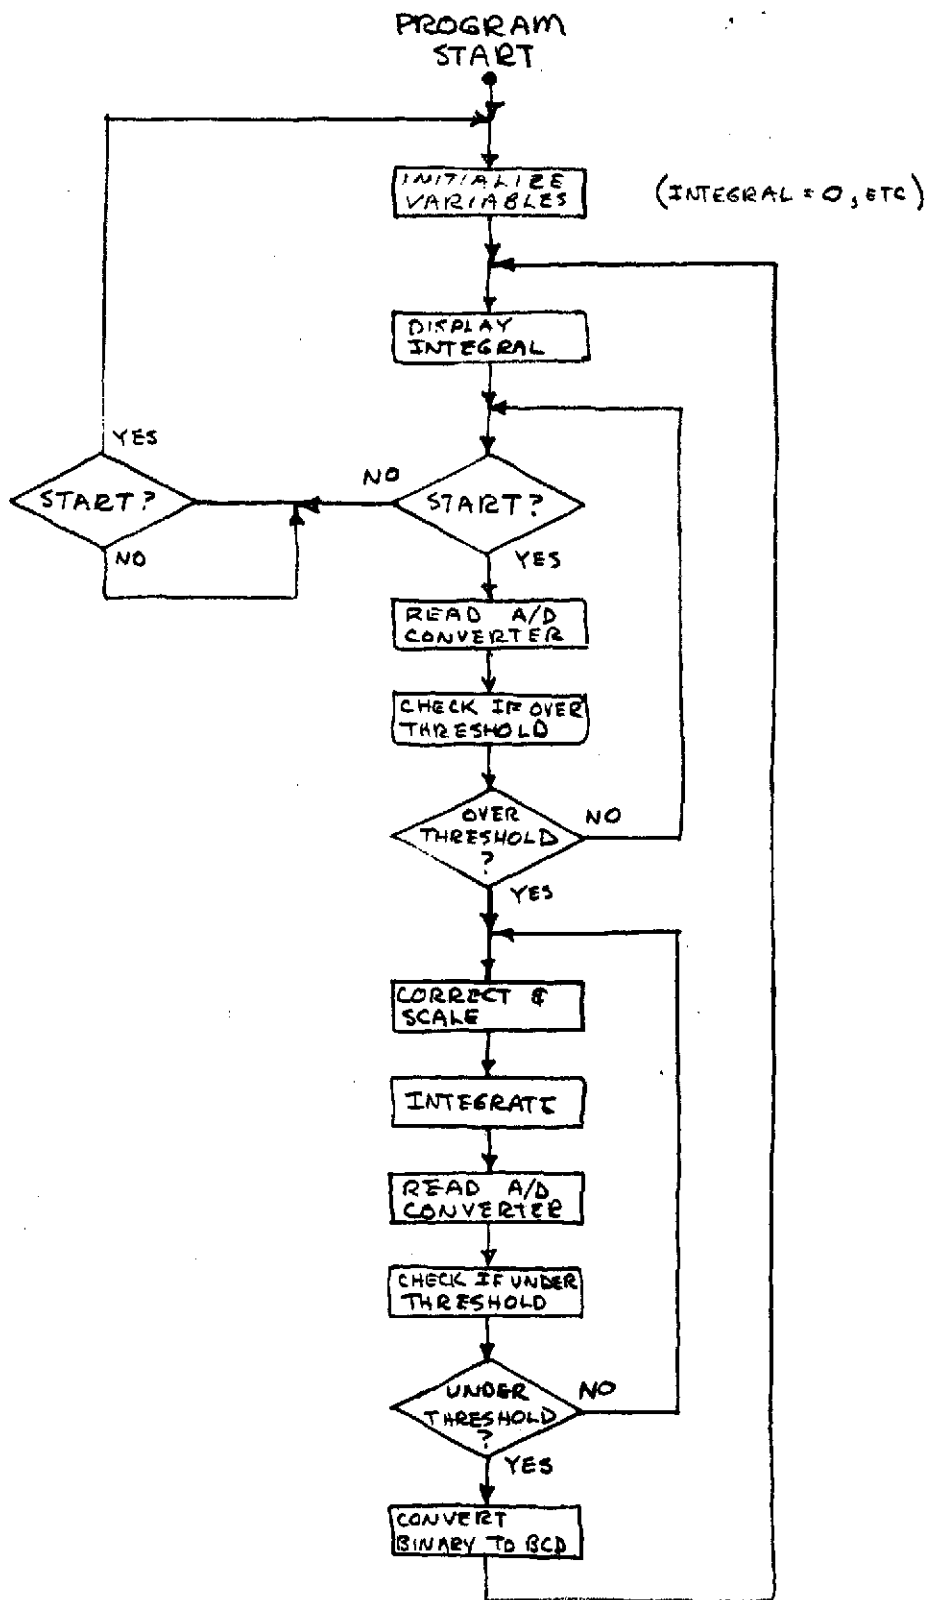 PROGRAM
START
INITIALIZE
VARIABLES
(INTEGRAL = 0, ETC)
DISPLAY
INTEGRAL
YES
START?
NO
NO
START?
YES
READ A/D
CONVERTER
CHECK IF OVER
THRESHOLD
OVER
THRESHOLD
?
NO
YES
CORRECT &
SCALE
INTEGRATE
READ A/D
CONVERTER
CHECK IF UNDER
THRESHOLD
UNDER
THRESHOLD
?
NO
YES
CONVERT
BINARY TO BCD